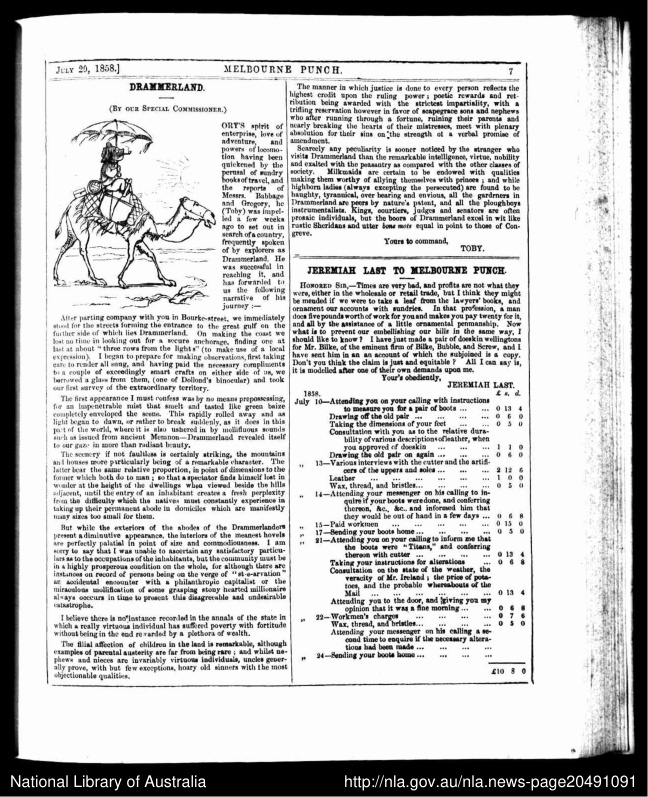 JULY 29, 1858.]
MELBOURNE PUNCH.
7
DRAMMERLAND.
(BY OUR SPECIAL COMMISSIONER.)
ORT'S spirit of
enterprise, love of
adventure, and
powers of locomo-
tion having been
quickened by the
perusal of sundry
books of travel, and
the reports of
Messrs. Babbage
and Gregory, he
(Toby) was impel-
led a few weeks
ago to set out in
search of a country,
frequently spoken
of by explorers as
Drammerland. He
was successful in
reaching it, and
has forwarded to
us the following
narrative of his
journey :—
After parting company with you in Bourke-street, we immediately
stood for the streets forming the entrance to the great gulf on the
further side of which lies Drammerland. On making the coast we
lost no time in looking out for a secure anchorage, finding one at
last at about "three rows from the lights" (to make use of a local
expression). I began to prepare for making observations, first taking
care to render all snug, and having paid the necessary compliments
to a couple of exceedingly smart crafts on either side of us, we
borrowed a glass from them, (one of Dollond's binocular) and took
our first survey of the extraordinary territory.
The first appearance I must confess was by no means prepossessing,
for an impenetrable mist that smelt and tasted like green baize
completely enveloped the scene. This rapidly rolled away and as
light began to dawn, or rather to break suddenly, as it does in this
part of the world, where it is also ushered in by mellifluous sounds
such as issued from ancient Memnon—Drammerland revealed itself
to our gaze in more than radiant beauty.
The scenery if not faultless is certainly striking, the mountains
and houses more particularly being of a remarkable character. The
latter bear the same relative proportion, in point of dimensions to the
former which both do to man ; so that a spectator finds himself lost in
wonder at the height of the dwellings when viewed beside the hills
adjacent, until the entry of an inhabitant creates a fresh perplexity
from the difficulty which the natives must constantly experience in
taking up their permanent abode in domiciles which are manifestly
many sizes too small for them.
But while the exteriors of the abodes of the Drammerlanders
present a diminutive appearance, the interiors of the meanest hovels
are perfectly palatial in point of size and commodiousness. I am
sorry to say that I was unable to ascertain any satisfactory particu-
lars as to the occupations of the inhabitants, but the community must be
in a highly prosperous condition on the whole, for although there are
instances on record of persons being on the verge of "starvation"
an accidental encounter with a philanthropic capitalist or the
miraculous mollification of some grasping stony hearted millionaire
always occurs in time to present this disagreeable and undesirable
catastrophe.
I believe there is no instance recorded in the annals of the state in
which a really virtuous individual has suffered poverty with fortitude
without being in the end rewarded by a plethora of wealth.
The filial affection of children in the land is remarkable, although
examples of parental austerity are far from being rare ; and whilst ne-
phews and nieces are invariably virtuous individuals, uncles gener-
ally prove, with but few exceptions, hoary old sinners with the most
objectionable qualities.
The manner in which justice is done to every person reflects the
highest credit upon the ruling power ; poetic rewards and ret-
ribution being awarded with the strictest impartiality, with a
trifling reservation however in favor of scapegrace sons and nephews
who after running through a fortune, ruining their parents and
nearly breaking the hearts of their mistresses, meet with plenary
absolution for their sins on the strength of a verbal promise of
amendment.
Scarcely any peculiarity is sooner noticed by the stranger who
visits Drammerland than the remarkable intelligence, virtue, nobility
and exalted with the peasantry as compared with the other classes of
society. Milkmaids are certain to be endowed with qualities
making them worthy of allying themselves with princes ; and while
highborn ladies (always excepting the persecuted) are found to be
haughty, tyrannical, over bearing and envious, all the gardeners in
Drammerland are peers by nature's patent, and all the ploughboys
instrumentalists. Kings, courtiers, judges and senators are often
prosaic individuals, but the boors of Drammerland excel in wit like
rustic Sheridans and utter bons mots equal in point to those of Con-
greve.
Yours to command,
TOBY.
JEREMIAH LAST TO MELBOURNE PUNCH.
HONORED SIR,—Times are very bad, and profits are not what they
were, either in the wholesale or retail trade, but I think they might
be mended if we were to take a leaf from the lawyers' books, and
ornament our accounts with sundries. In that profession, a man
does five pounds worth of work for you, and makes you pay twenty for it,
and all by the assistance of a little ornamental penmanship. Now
what is to prevent our embellishing our bills in the same way, I
should like to know ? I have just made a pair of doeskin wellingtons
for Mr. Bilke, of the eminent firm of Bilke, Bubble, and Screw, and I
have sent him in an an account of which the subjoined is a copy.
Don't you think the claim is just and equitable ? All I can say is,
it is modelled after one of their own demands upon me.
Your's obediently,
JEREMIAH LAST.
1858. £ s. d.
July 10—Attending you on your calling with instructions
to measure you for a pair of boots ... ... 0 13 4
Drawing off the old pair ... ... ... ... 0 6 0
Taking the dimensions of your feet ... ... 0 5 0
Consultation with you as to the relative dura-
bility of various descriptions of leather, when
you approved of doeskin ... ... ... 1 1 0
Drawing the old pair on again ... ... ... 0 6 0
„ 13—Various interviews with the cutter and the artifi-
cers of the uppers and soles ... ... ... 2 12 6
Leather ... ... ... ... ... 1 0 0
Wax, thread, and bristles... ... ... ... 0 5 0
„ 14—Attending your messenger on his calling to in-
quire if your boots were done, and conferring
thereon, &c., &c. and informed him that
they would be out of hand in a few days ... 0 6 8
„ 15—Paid workmen ... ... ... ... 0 15 0
„ 17—Sending your boots home ... ... ... ... 0 5 0
„ 21—Attending you on your calling to inform me that
the boots were "Titans," and conferring
thereon with cutter ... ... ... ... 0 13 4
Taking your instructions for alterations ... 0 6 8
Consultation on the state of the weather, the
veracity of Mr. Ireland ; the price of pota-
toes, and the probable whereabouts of the
Mail ... ... ... ... ... 0 13 4
Attending you to the door, and giving you my
opinion that it was a fine morning ... ... 0 6 8
„ 22—Workmen's charges ... ... ... ... 0 7 6
Wax, thread, and bristles... ... ... ... 0 5 0
Attending your messenger on his calling a se-
cond time to enquire if the necessary altera-
tions had been made ... ... ... ...
„ 24—Sending your boots home ... ... ... ...
£10 8 0
National Library of Australia
http://nla.gov.au/nla.news-page20491091